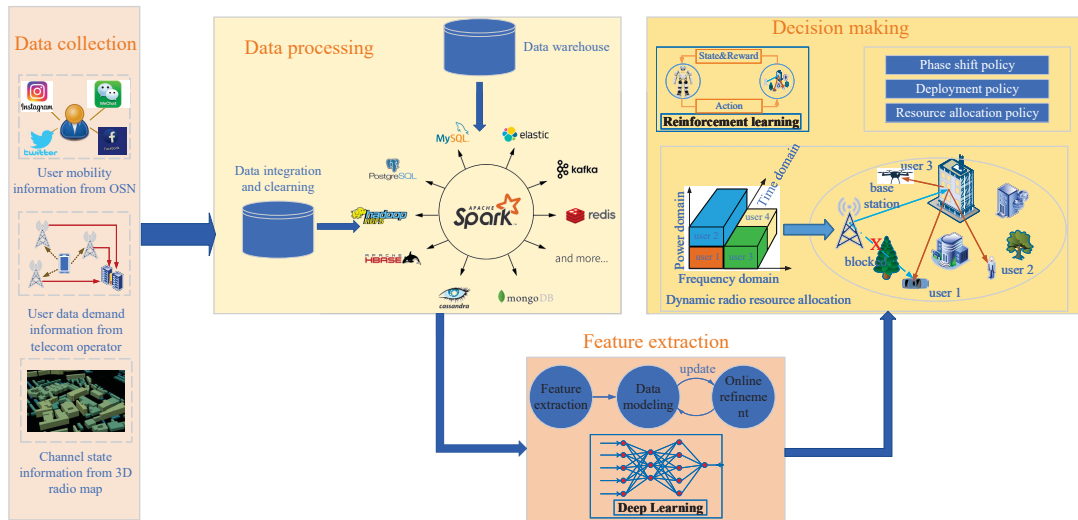 Data collection
Instagram
WeChat
twitter
Facebook
User mobility
information from OSN
User data demand
information from
telecom operator
Channel state
information from 3D
radio map
Data processing
Data warehouse
Data integration
and clearning
MySQL
elastic
PostgreSQL
kafka
hadoop
APACHE
Spark
redis
APACHE
HBASE
and more...
cassandra
mongoDB
Feature extraction
Feature
extraction
Data
modeling
update
Online
refineme
nt
Deep Learning
Decision making
State&Reward
Action
Reinforcement learning
Phase shift policy
Deployment policy
Resource allocation policy
Power domain
Time domain
user 2
user 4
user 1
user 3
Frequency domain
Dynamic radio resource allocation
user 3
base
station
X
block
user 2
user 1